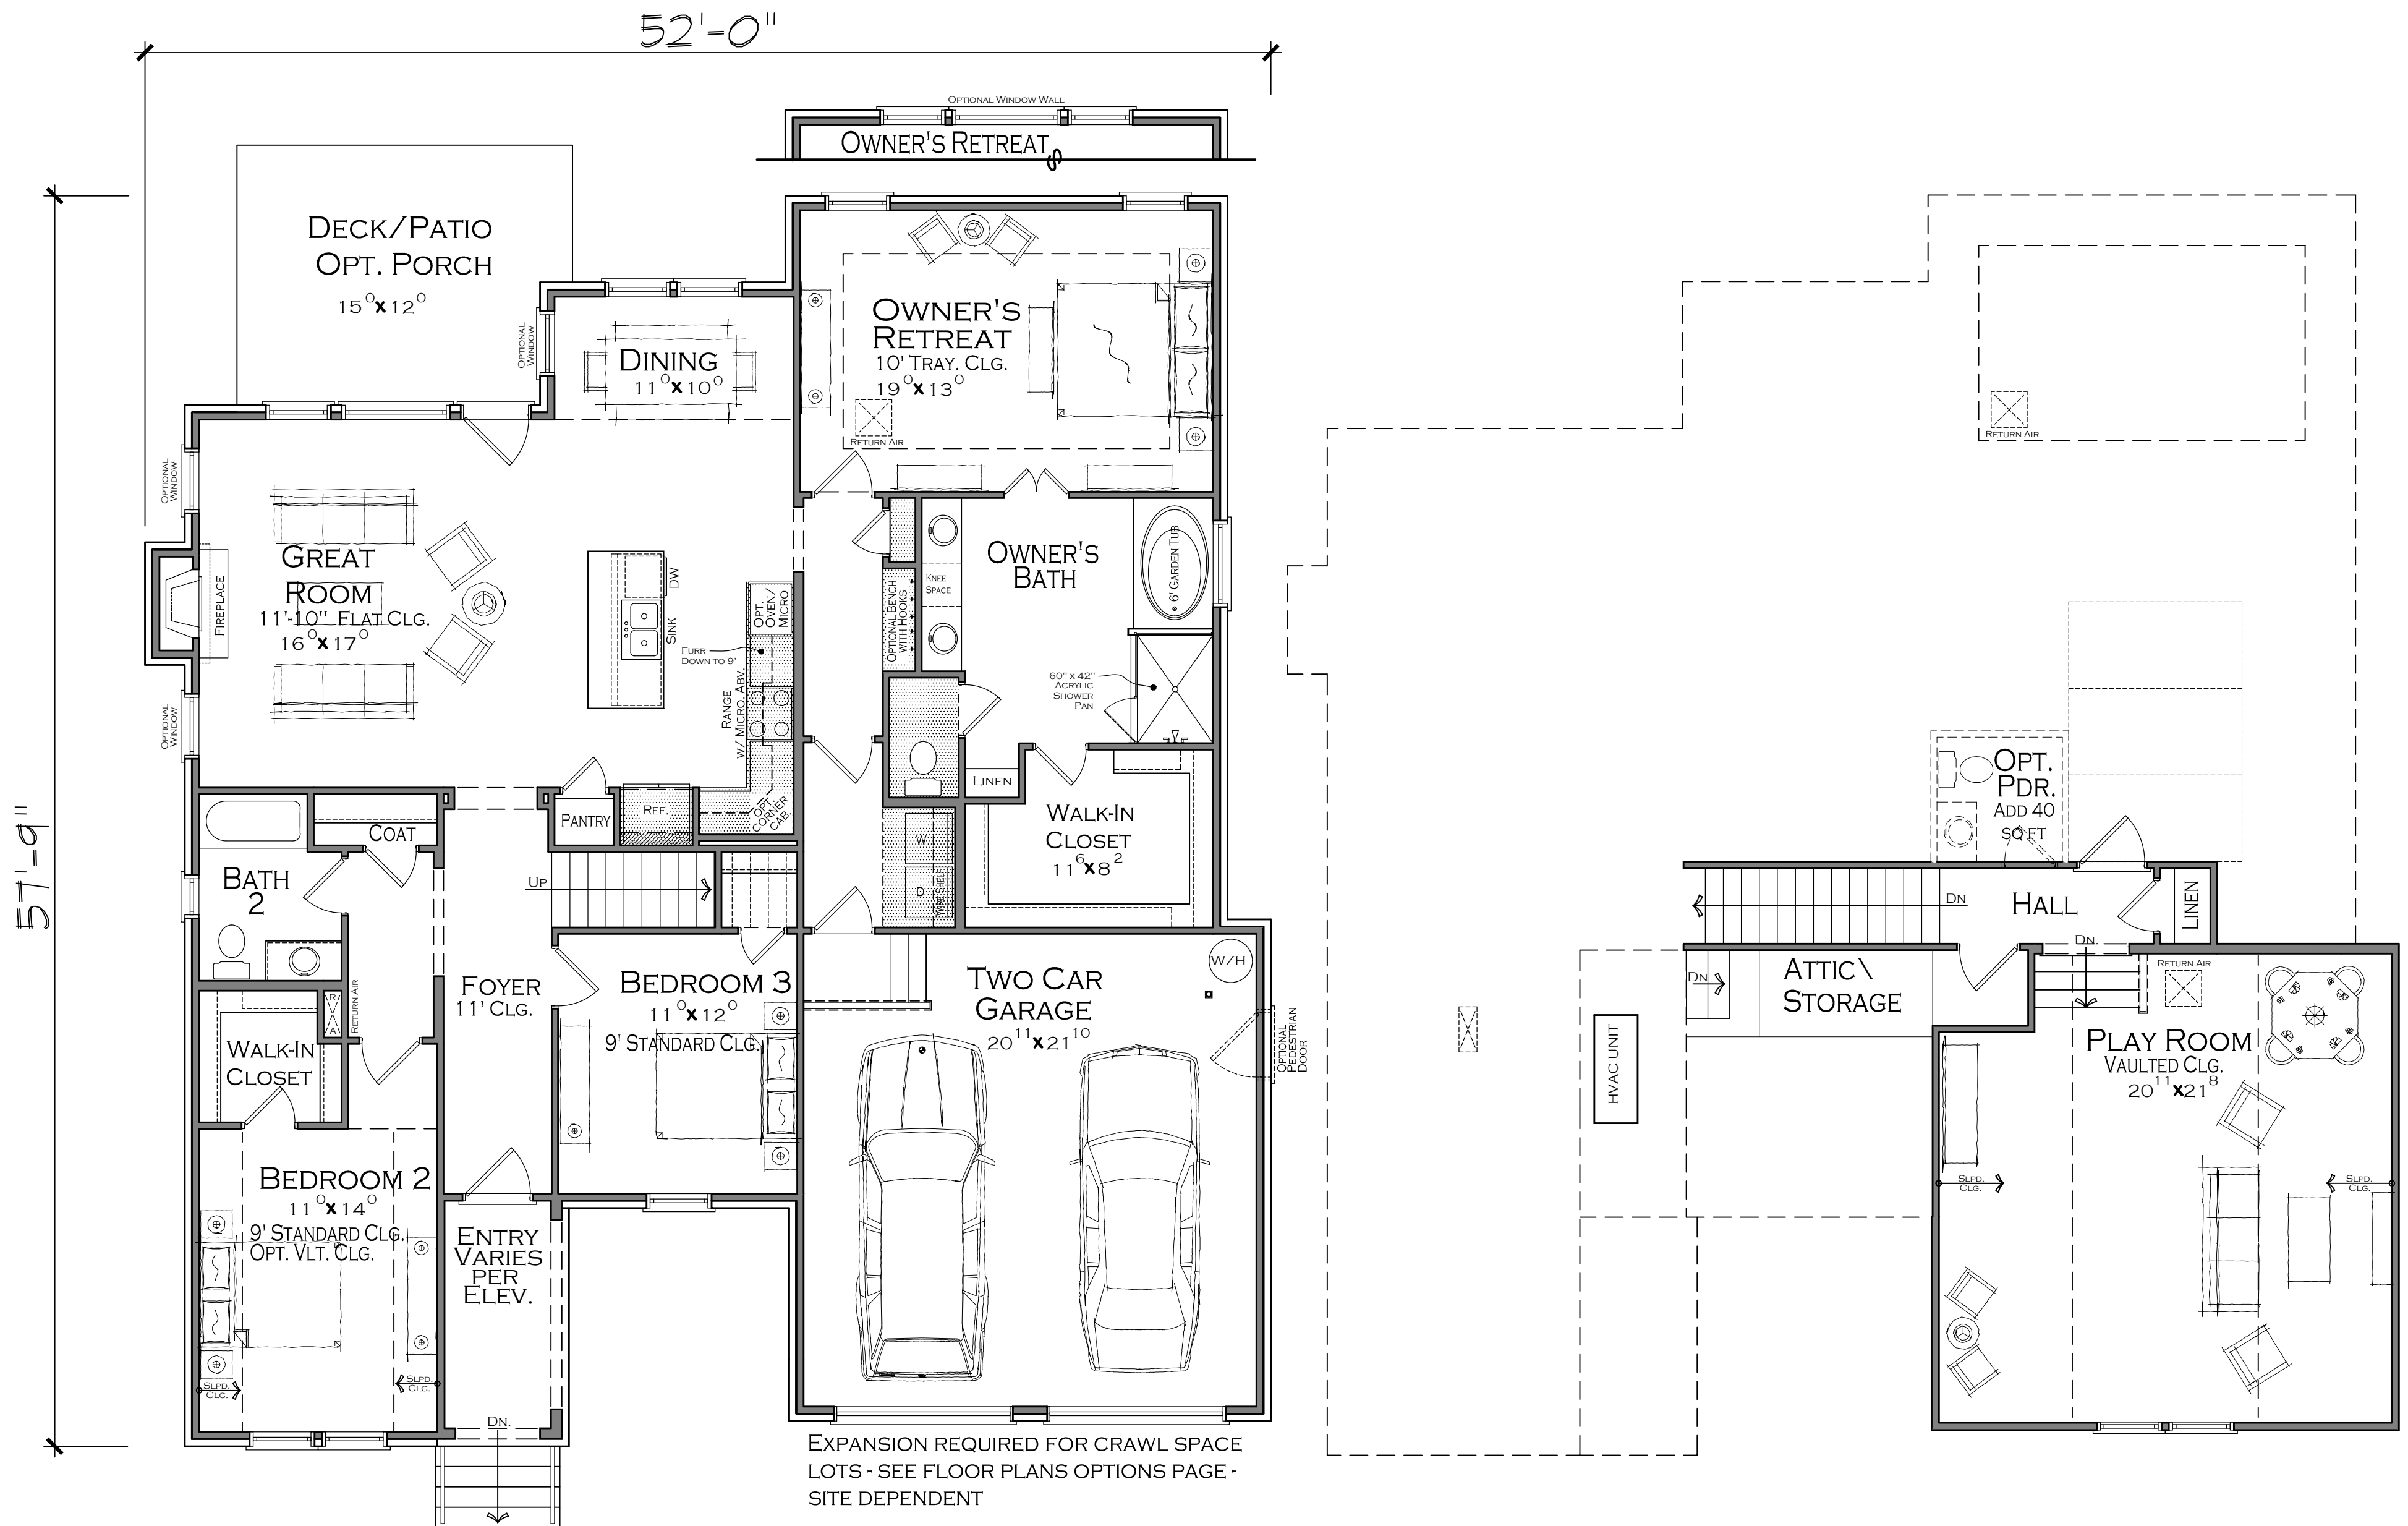 52'-0"
57'-9"
Optional Window Wall
Owner's Retreat
Deck/Patio
Opt. Porch
15⁰x12⁰
Optional
Window
Dining
11⁰x10⁰
Owner's
Retreat
10' Tray. Clg.
19⁰x13⁰
Return Air
Optional
Window
Great
Room
11'-10" Flat Clg.
16⁰x17⁰
Fireplace
Optional
Window
DW
Sink
Opt.
Oven/
Micro
Furr
Down to 9'
Range
w/ Micro. Abv.
Opt.
Corner
Cab.
Ref.
Pantry
Optional Bench
with Hooks
Knee
Space
Owner's
Bath
6' Garden Tub
60" x 42"
Acrylic
Shower
Pan
Linen
Walk-In
Closet
11⁶x8²
W
D
Wire Shelf
Coat
Bath
2
Up
Return Air
R/A
Walk-In
Closet
Foyer
11' Clg.
Bedroom 3
11⁰x12⁰
9' Standard Clg.
Two Car
Garage
20¹¹x21¹⁰
W/H
Optional
Pedestrian
Door
Bedroom 2
11⁰x14⁰
9' Standard Clg.
Opt. Vlt. Clg.
Slpd.
Clg.
Slpd.
Clg.
Entry
Varies
per
Elev.
Dn.
Expansion required for crawl space
lots - see floor plans options page -
site dependent
Return Air
Opt.
Pdr.
Add 40
sq ft
Dn
Hall
Linen
Dn.
Dn
Attic\
Storage
Return Air
HVAC Unit
Play Room
Vaulted Clg.
20¹¹x21⁸
Slpd.
Clg.
Slpd.
Clg.